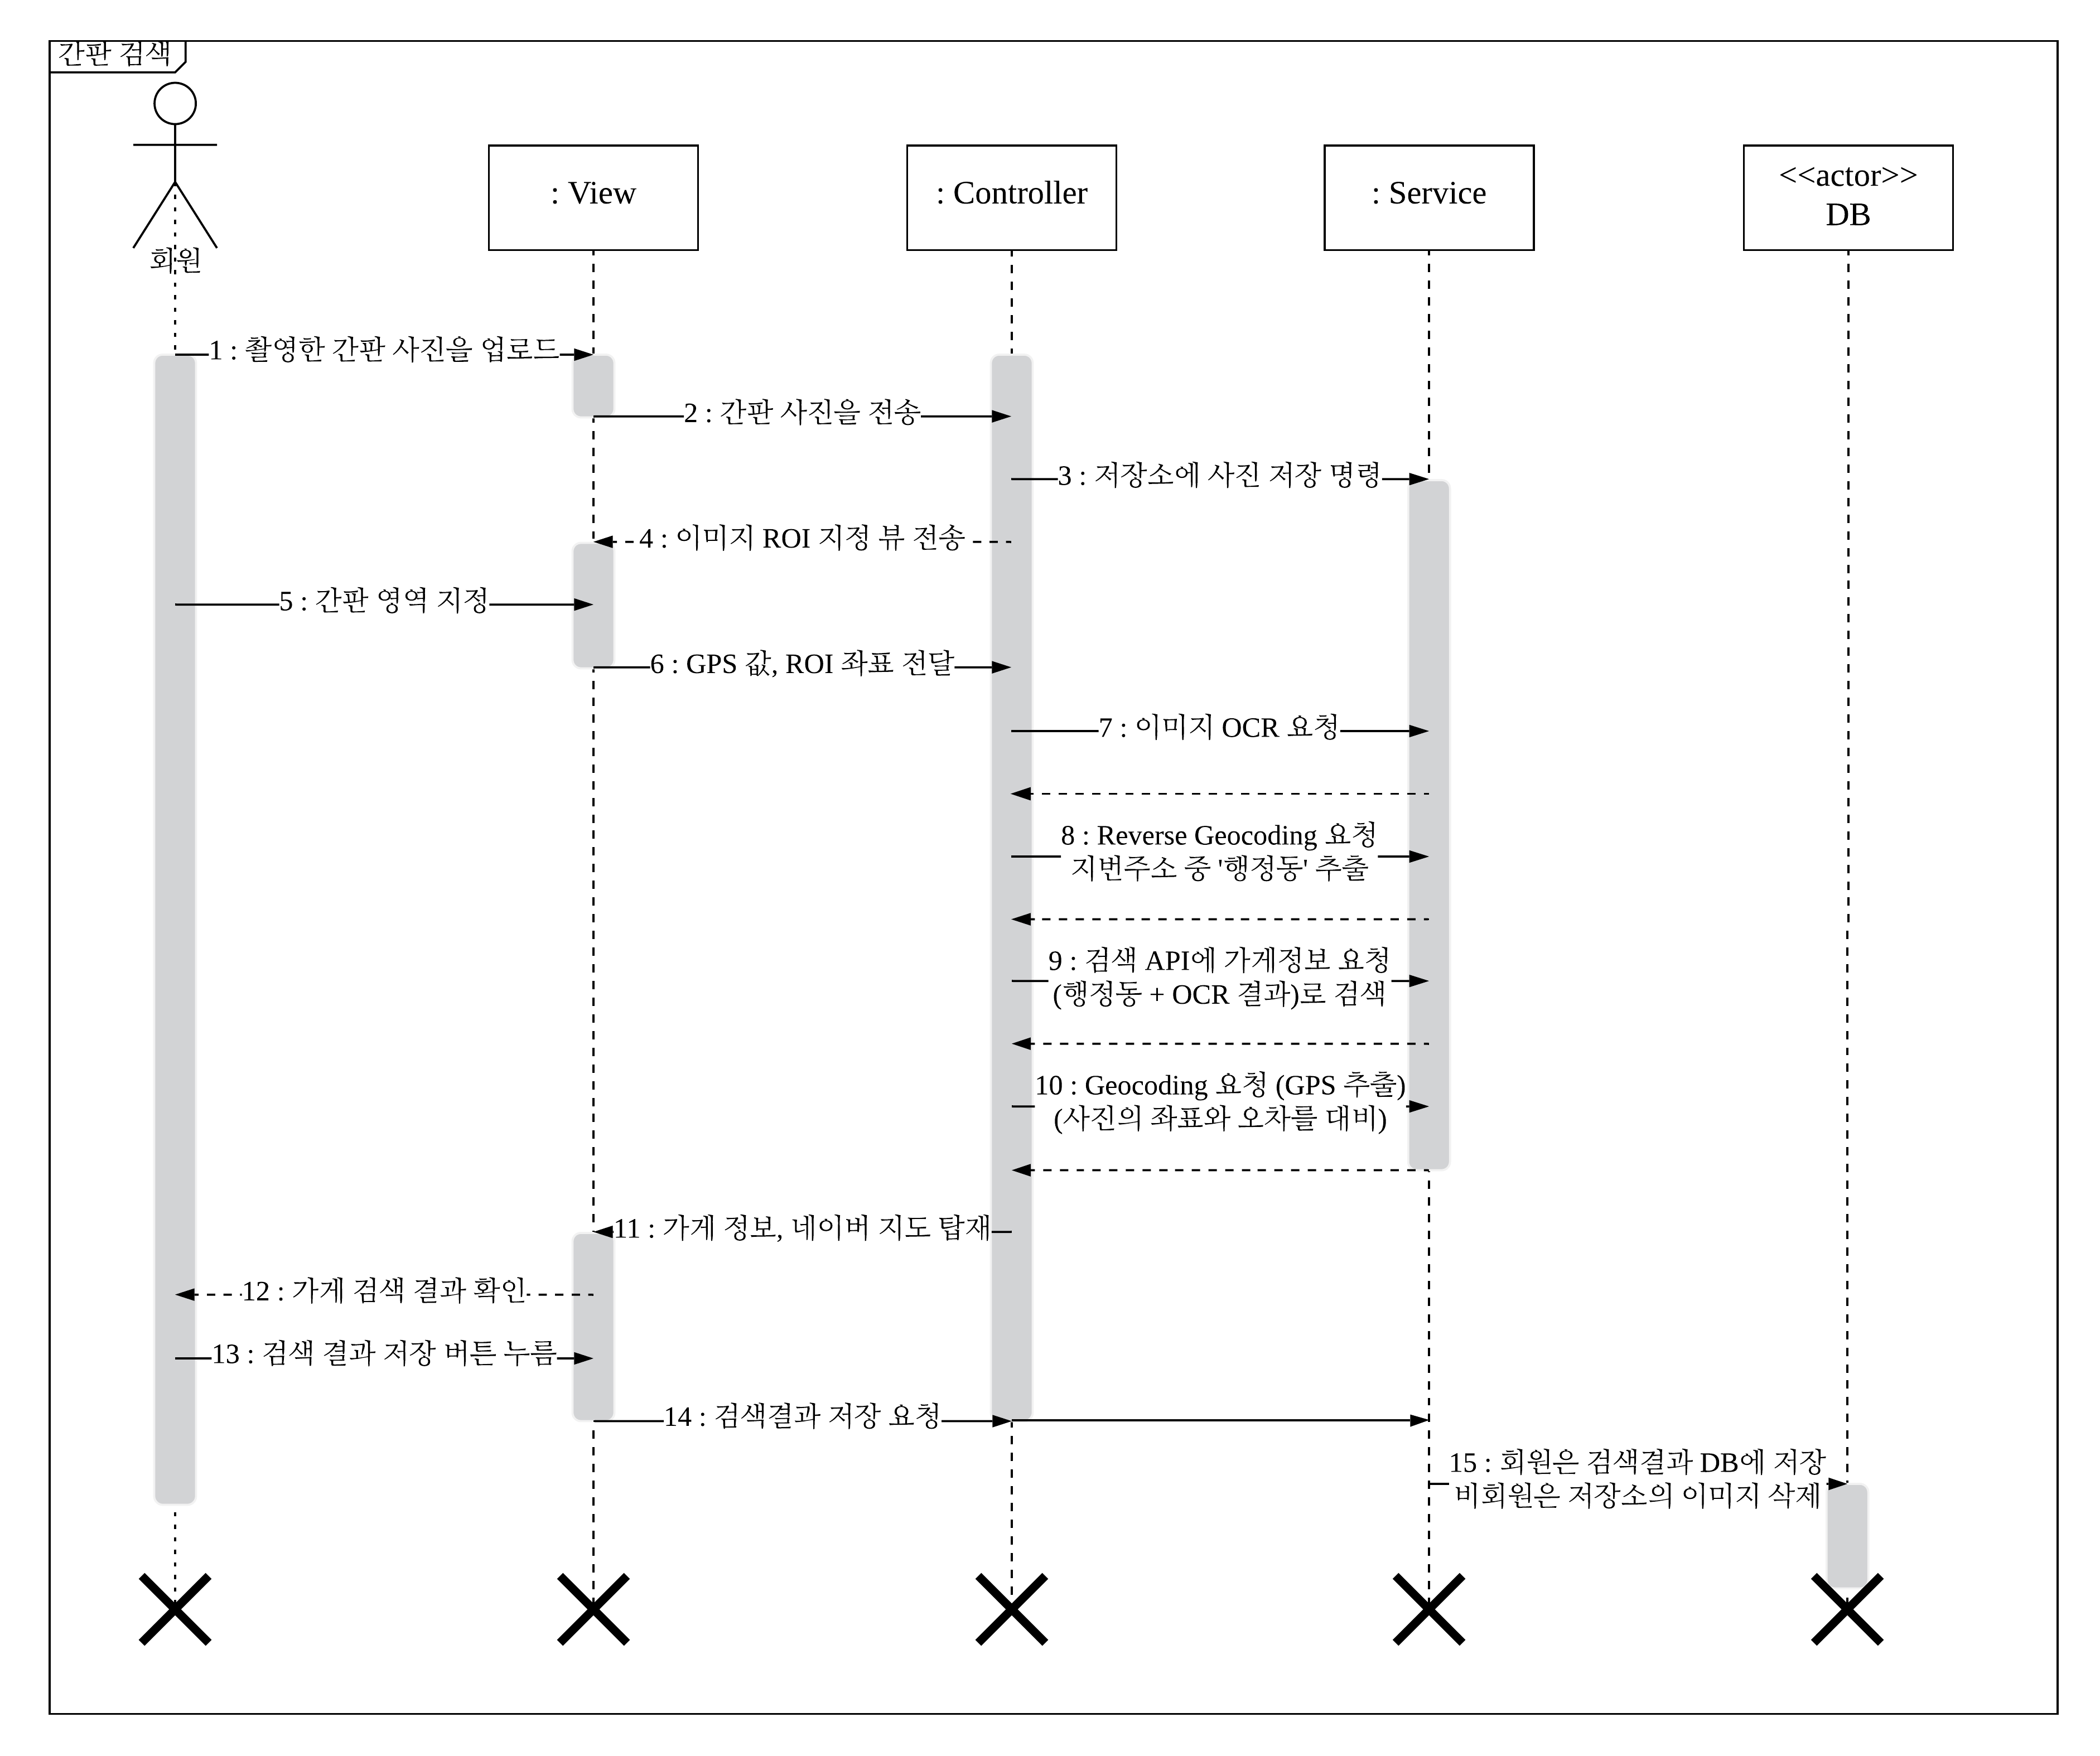 간판 검색
회원
: View
: Controller
: Service
<<actor>>
DB
1 : 촬영한 간판 사진을 업로드
2 : 간판 사진을 전송
3 : 저장소에 사진 저장 명령
4 : 이미지 ROI 지정 뷰 전송
5 : 간판 영역 지정
6 : GPS 값, ROI 좌표 전달
7 : 이미지 OCR 요청
8 : Reverse Geocoding 요청
지번주소 중 '행정동' 추출
9 : 검색 API에 가게정보 요청
(행정동 + OCR 결과)로 검색
10 : Geocoding 요청 (GPS 추출)
(사진의 좌표와 오차를 대비)
11 : 가게 정보, 네이버 지도 탑재
12 : 가게 검색 결과 확인
13 : 검색 결과 저장 버튼 누름
14 : 검색결과 저장 요청
15 : 회원은 검색결과 DB에 저장
비회원은 저장소의 이미지 삭제